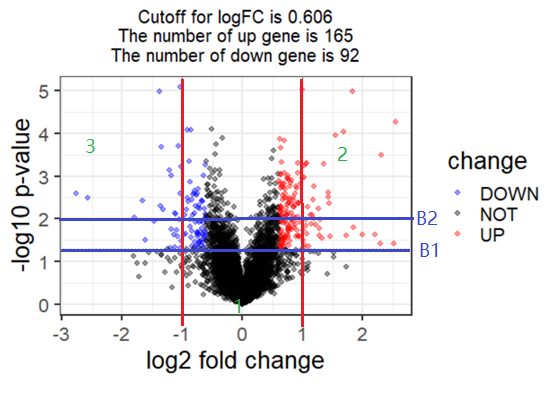 Cutoff for logFC is 0.606
The number of up gene is 165
The number of down gene is 92
5
4
3
2
1
0
-log10 p-value
3
2
1
B2
B1
-3
-2
-1
0
1
2
log2 fold change
change
DOWN
NOT
UP